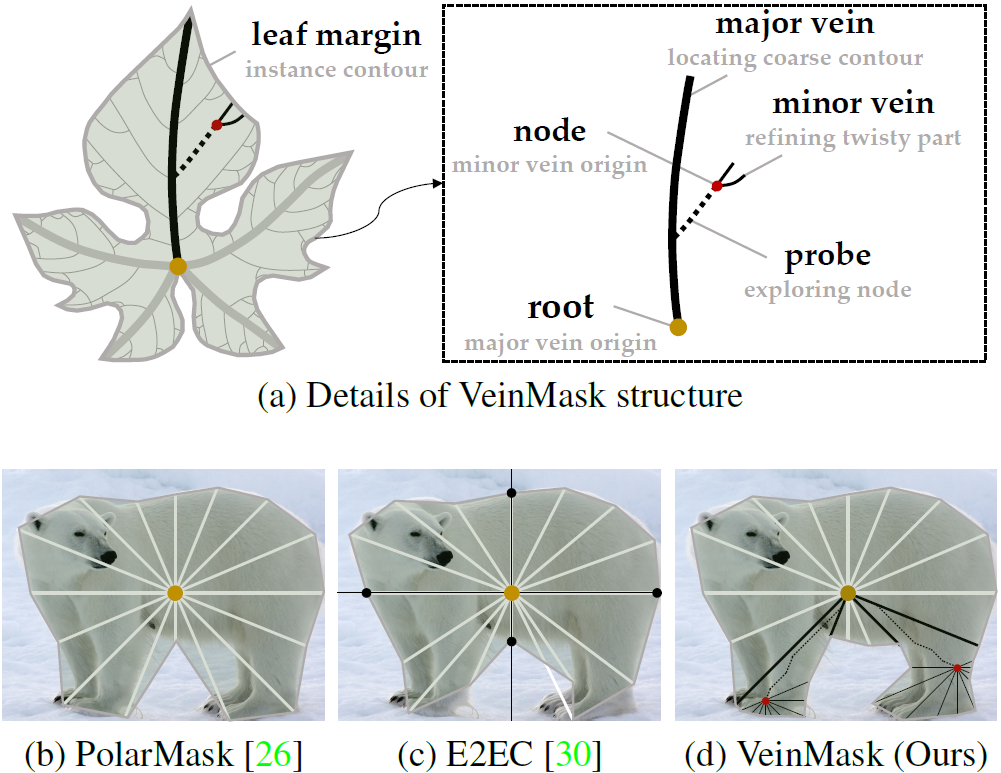 leaf margin
instance contour
major vein
locating coarse contour
minor vein
refining twisty part
node
minor vein origin
probe
exploring node
root
major vein origin
(a) Details of VeinMask structure
(b) PolarMask [26]
(c) E2EC [30]
(d) VeinMask (Ours)